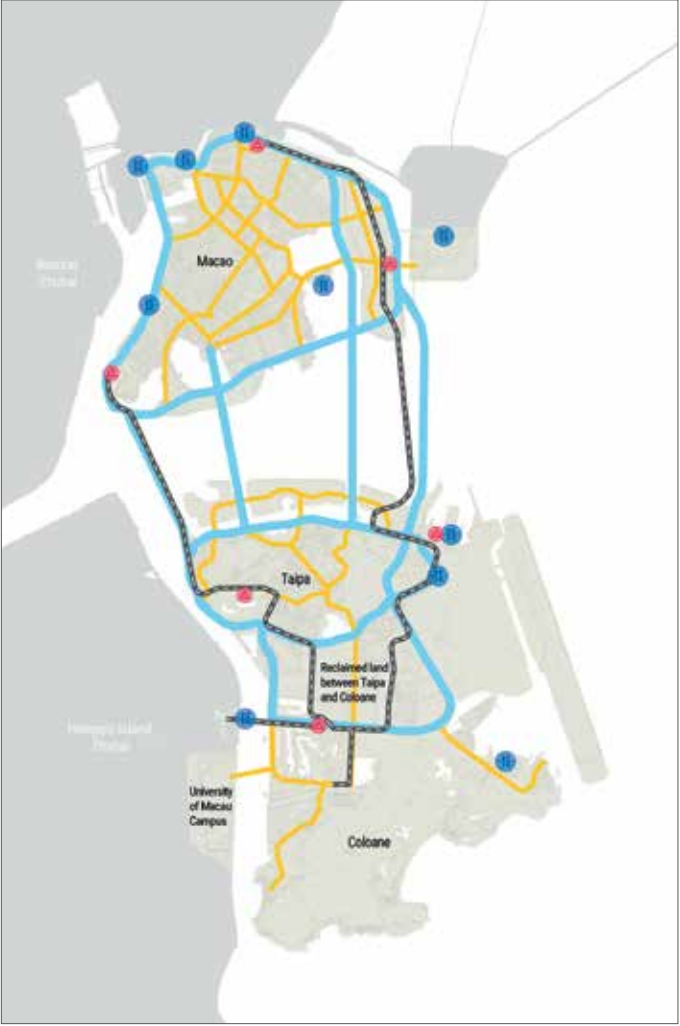 Macao
Taipa
Reclaimed land
between Taipa
and Coloane
University
of Macau
Campus
Coloane